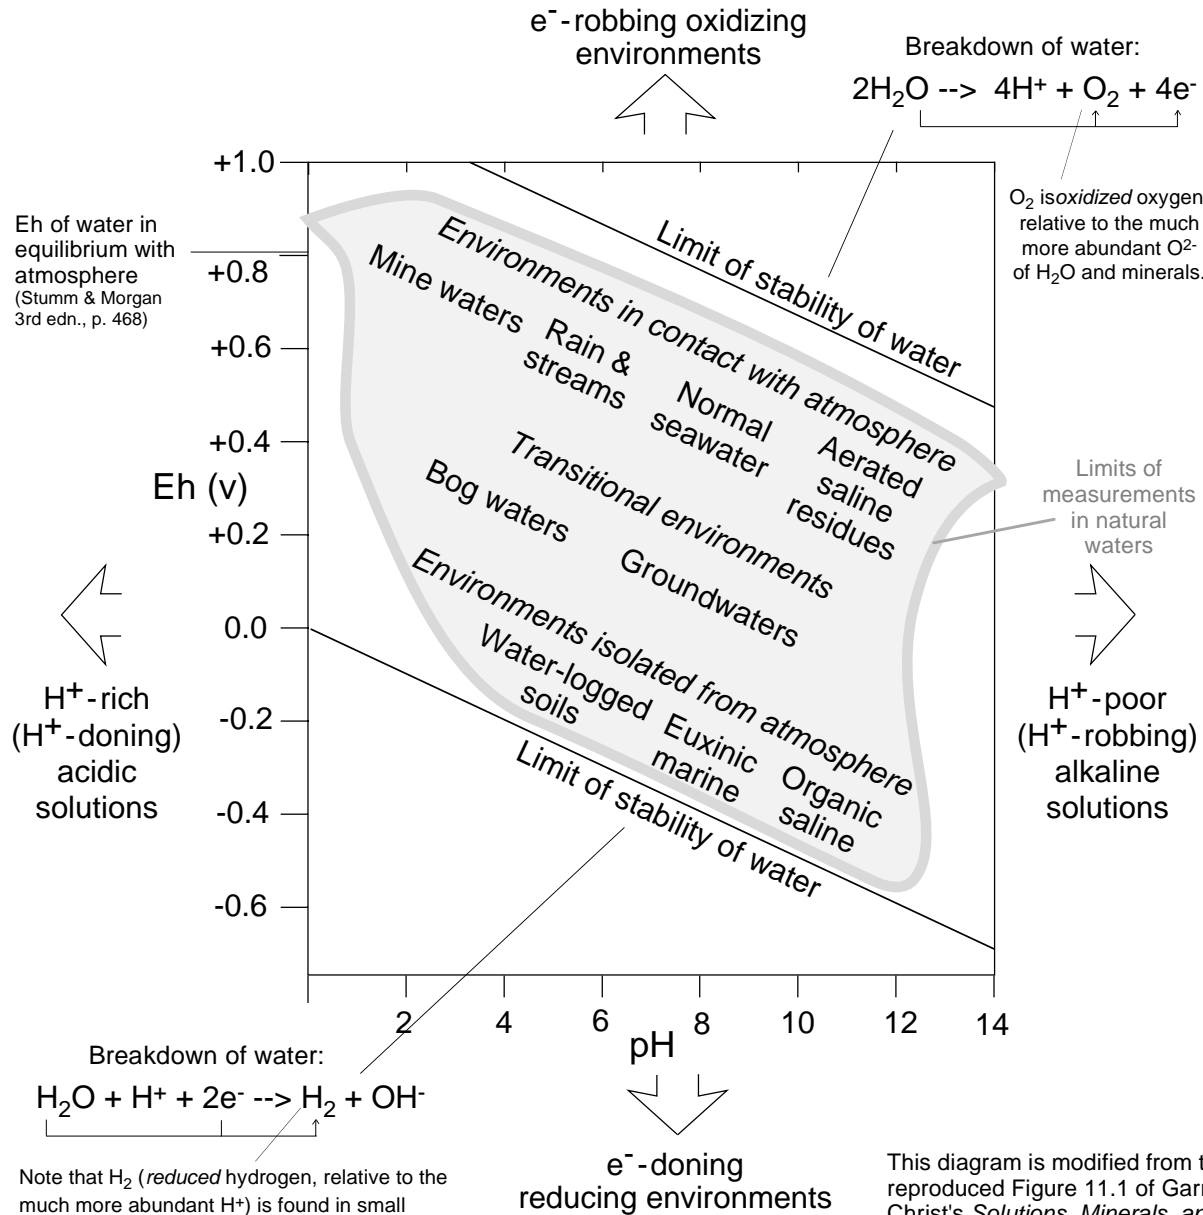 e⁻-robbing oxidizing
environments
Breakdown of water:
2H₂O --> 4H⁺ + O₂ + 4e⁻
O₂ is oxidized oxygen
relative to the much
more abundant O²⁻
of H₂O and minerals.
Eh of water in
equilibrium with
atmosphere
(Stumm & Morgan
3rd edn., p. 468)
+1.0
+0.8
+0.6
+0.4
Eh (v)
+0.2
0.0
-0.2
-0.4
-0.6
Limit of stability of water
Environments in contact with atmosphere
Mine waters
Rain &
streams
Normal
seawater
Aerated
saline
residues
Transitional environments
Bog waters
Groundwaters
Environments isolated from atmosphere
Water-logged
soils
Euxinic
marine
Organic
saline
Limit of stability of water
Limits of
measurements
in natural
waters
H⁺-rich
(H⁺-doning)
acidic
solutions
H⁺-poor
(H⁺-robbing)
alkaline
solutions
2 4 6 8 10 12 14
pH
Breakdown of water:
H₂O + H⁺ + 2e⁻ --> H₂ + OH⁻
Note that H₂ (reduced hydrogen, relative to the
much more abundant H⁺) is found in small
e⁻-doning
reducing environments
This diagram is modified from
reproduced Figure 11.1 of
Christ's Solutions, Minerals,